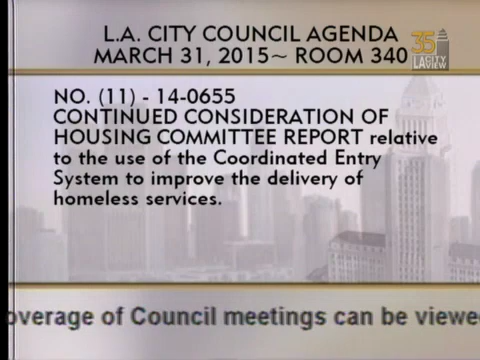 L.A. CITY COUNCIL AGENDA
MARCH 31, 2015~ ROOM 340
35
LACITY
VIEW
NO. (11) - 14-0655
CONTINUED CONSIDERATION OF
HOUSING COMMITTEE REPORT relative
to the use of the Coordinated Entry
System to improve the delivery of
homeless services.
overage of Council meetings can be viewe